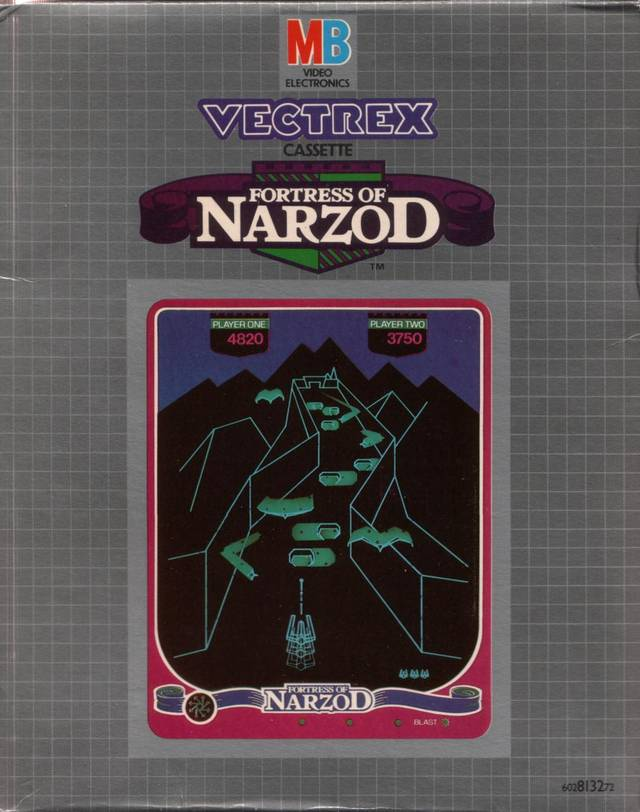 MB
VIDEO
ELECTRONICS
VECTREX
CASSETTE
FORTRESS OF
NARZOD
TM
PLAYER ONE
4820
PLAYER TWO
3750
FORTRESS OF
NARZOD
BLAST
602813272